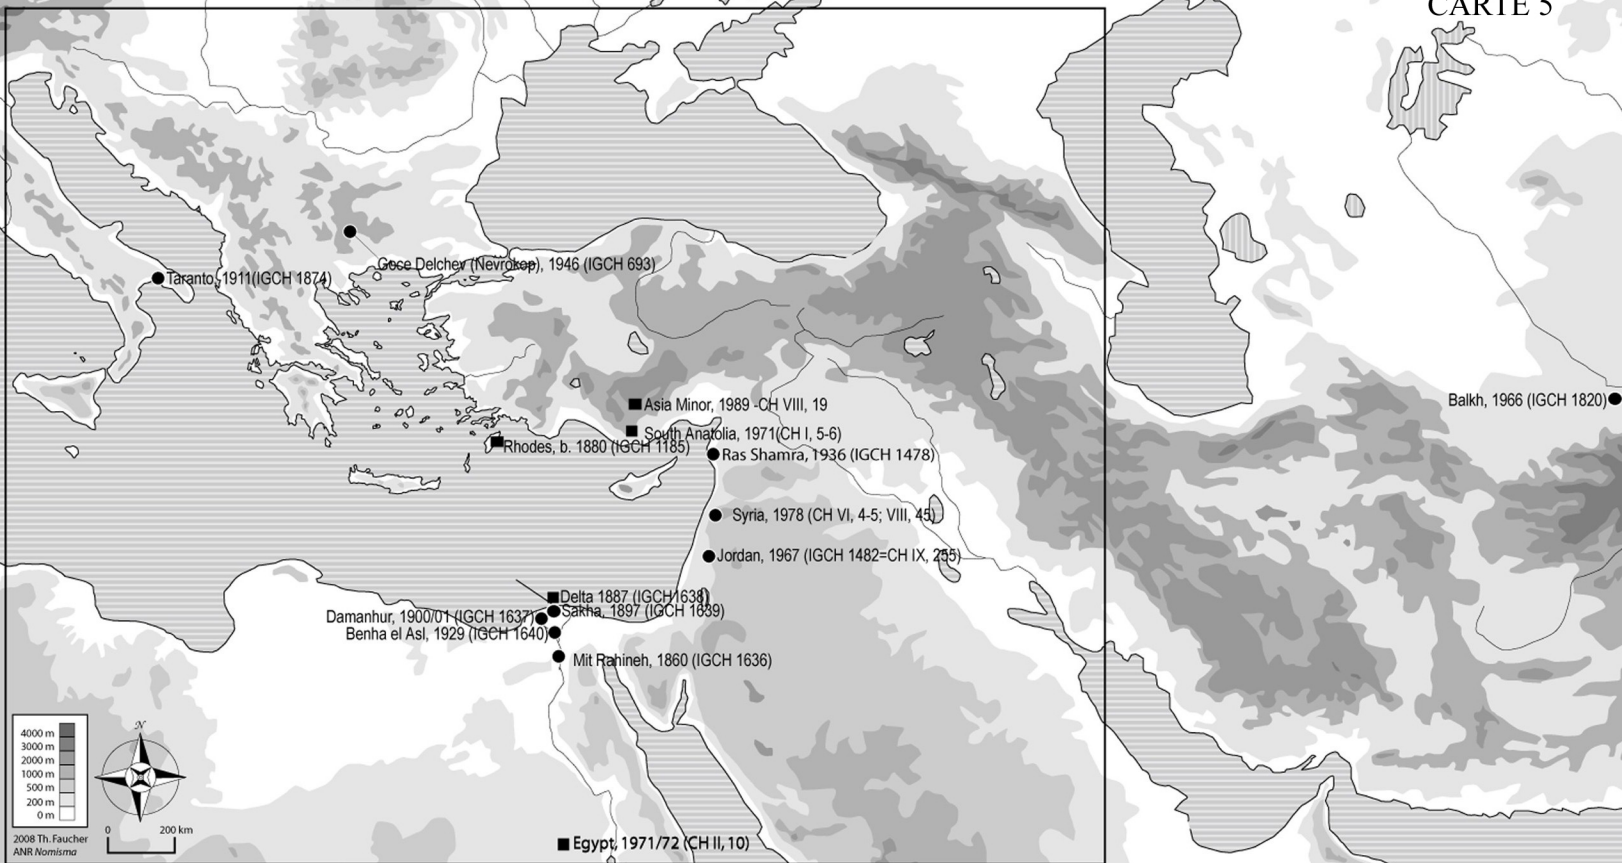 CARTE 5
Goce Delchev (Nevrokop), 1946 (IGCH 693)
Taranto, 1911(IGCH 1874)
Balkh, 1966 (IGCH 1820)
Asia Minor, 1989 -CH VIII, 19
South Anatolia, 1971(CH I, 5-6)
Rhodes, b. 1880 (IGCH 1185)
Ras Shamra, 1936 (IGCH 1478)
Syria, 1978 (CH VI, 4-5; VIII, 45)
Jordan, 1967 (IGCH 1482=CH IX, 255)
Delta 1887 (IGCH1638)
Sakha, 1897 (IGCH 1639)
Damanhur, 1900/01 (IGCH 1637)
Benha el Asl, 1929 (IGCH 1640)
Mit Rahineh, 1860 (IGCH 1636)
N
4000 m
3000 m
2000 m
1000 m
500 m
200 m
0 m
0 200 km
2008 Th. Faucher
ANR Nomisma
Egypt, 1971/72 (CH II, 10)